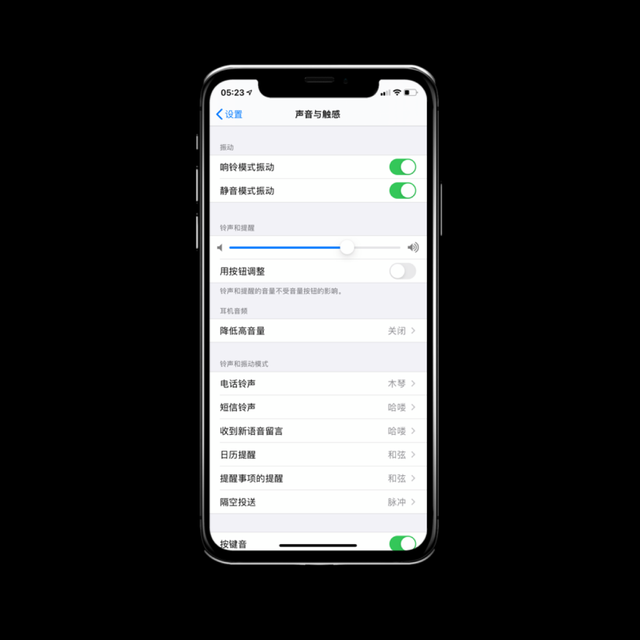 05:23
设置
声音与触感
振动
响铃模式振动
静音模式振动
铃声和提醒
用按钮调整
铃声和提醒的音量不受音量按钮的影响。
耳机音频
降低高音量 关闭
铃声和振动模式
电话铃声 木琴
短信铃声 哈喽
收到新语音留言 哈喽
日历提醒 和弦
提醒事项的提醒 和弦
隔空投送 脉冲
按键音